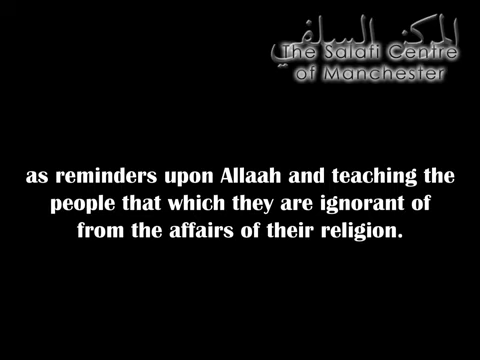 المركز السلفي
The Salafi Centre
of Manchester
as reminders upon Allaah and teaching the
people that which they are ignorant of
from the affairs of their religion.